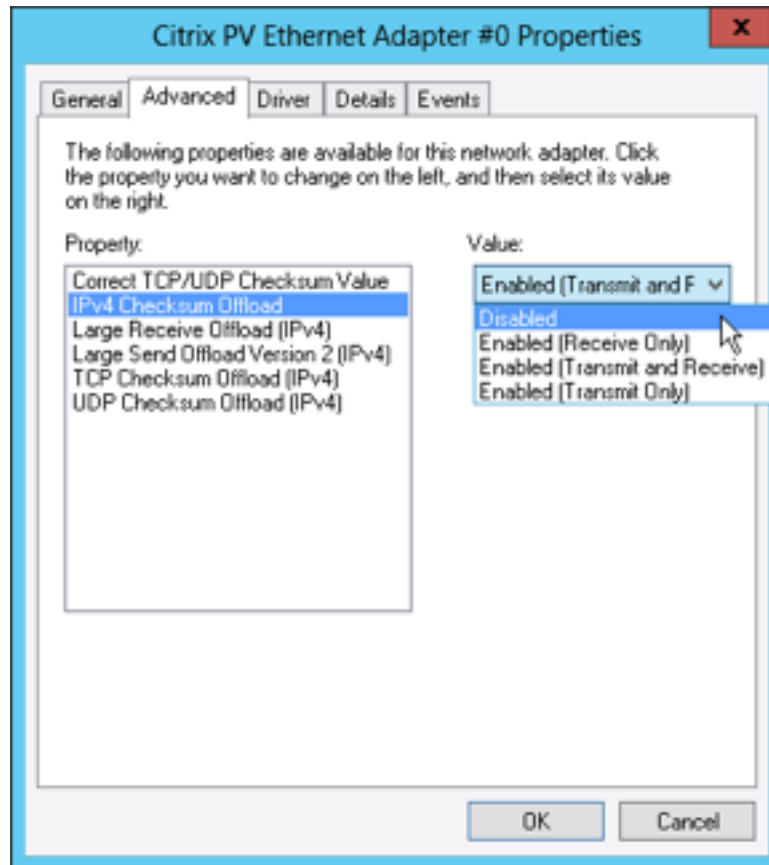 Citrix PV Ethernet Adapter #0 Properties
x
General Advanced Driver Details Events
The following properties are available for this network adapter. Click
the property you want to change on the left, and then select its value
on the right.
Property:
Value:
Correct TCP/UDP Checksum Value
IPv4 Checksum Offload
Large Receive Offload (IPv4)
Large Send Offload Version 2 (IPv4)
TCP Checksum Offload (IPv4)
UDP Checksum Offload (IPv4)
Enabled (Transmit and F
Disabled
Enabled (Receive Only)
Enabled (Transmit and Receive)
Enabled (Transmit Only)
OK
Cancel